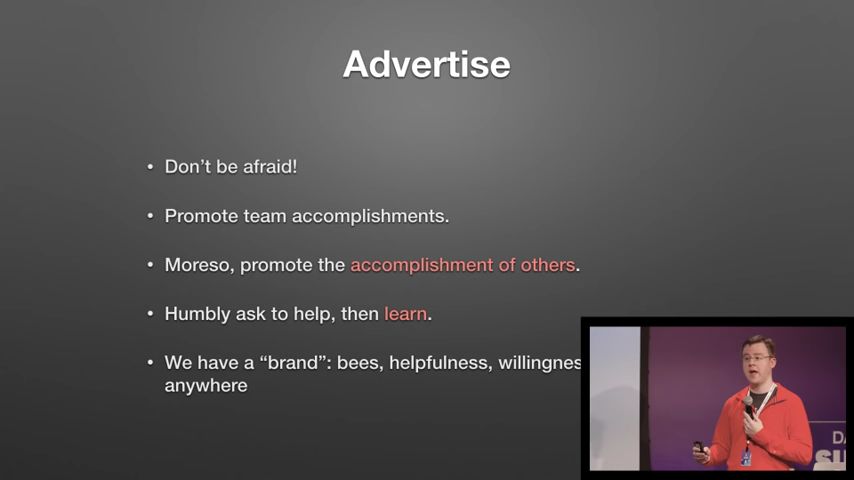 Advertise
• Don’t be afraid!
• Promote team accomplishments.
• Moreso, promote the accomplishment of others.
• Humbly ask to help, then learn.
• We have a “brand”: bees, helpfulness,
anywhere